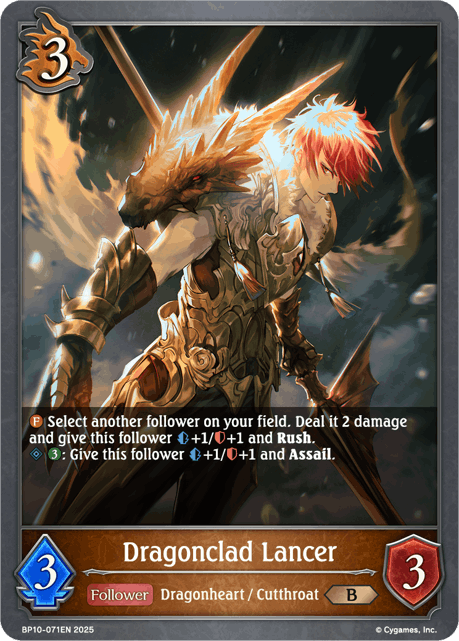 3
F Select another follower on your field. Deal it 2 damage
and give this follower +1/+1 and Rush.
3: Give this follower +1/+1 and Assail.
Dragonclad Lancer
3
Follower Dragonheart / Cutthroat B
3
BP10-071EN 2025 © Cygames, Inc.